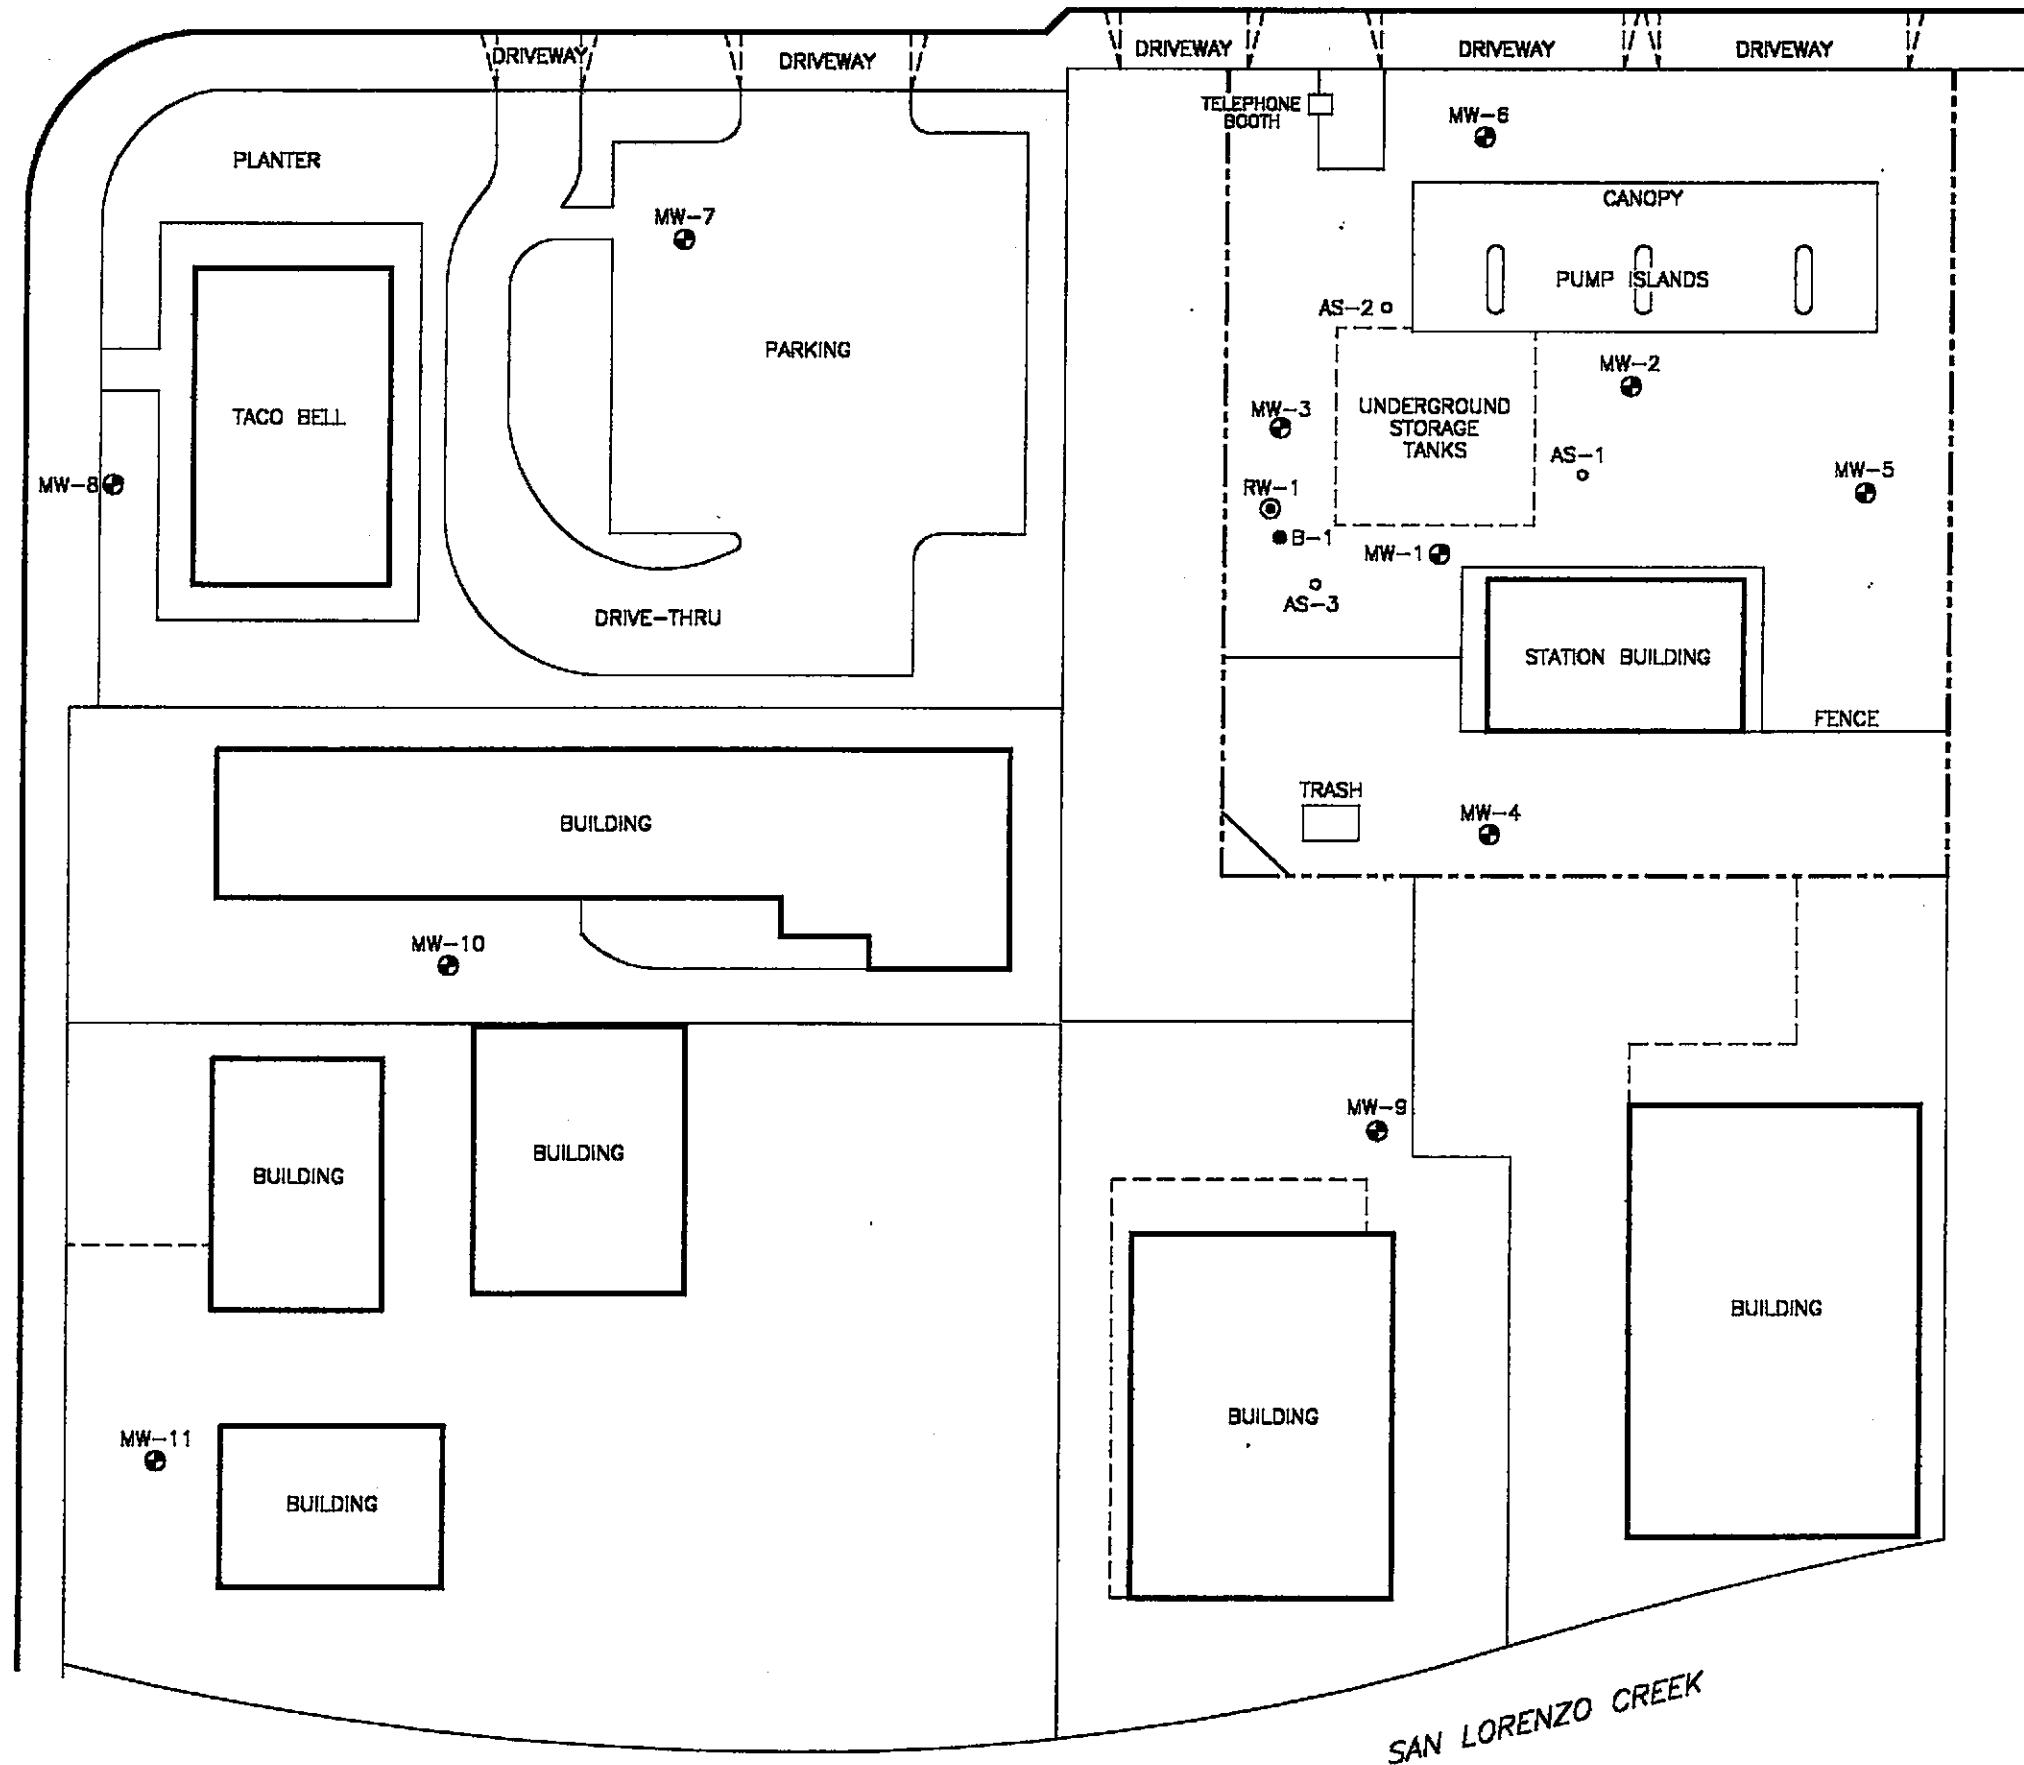 DRIVEWAY
DRIVEWAY
DRIVEWAY
DRIVEWAY
DRIVEWAY
TELEPHONE
BOOTH
MW-6
PLANTER
CANOPY
MW-7
PUMP ISLANDS
AS-2
PARKING
MW-2
TACO BELL
MW-3
UNDERGROUND
STORAGE
TANKS
AS-1
MW-5
MW-8
RW-1
B-1
MW-1
AS-3
DRIVE-THRU
STATION BUILDING
FENCE
TRASH
MW-4
BUILDING
MW-10
MW-9
BUILDING
BUILDING
BUILDING
BUILDING
MW-11
BUILDING
SAN LORENZO CREEK